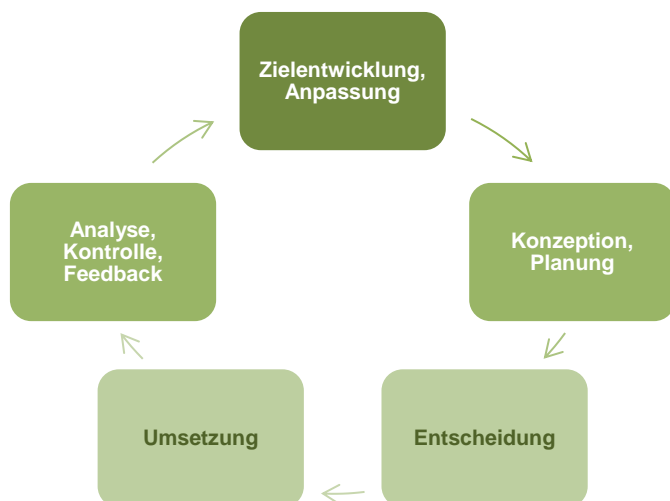 Zielentwicklung,
Anpassung
Konzeption,
Planung
Entscheidung
Umsetzung
Analyse,
Kontrolle,
Feedback